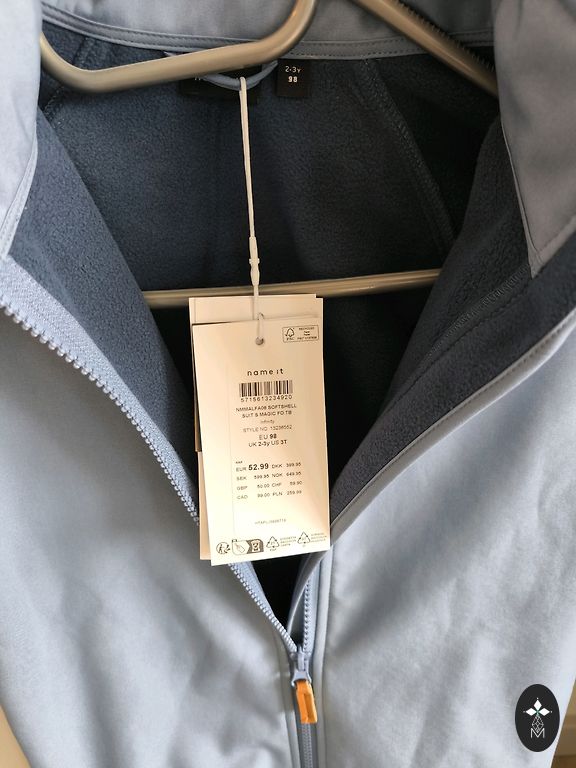 2-3Y
98
FSC
name it
5715613234920
NMMALFA08 SOFTSHELL
SUIT S MAGIC FO TB
Infinity
STYLE NO: 13236552
EU 98
UK 2-3y US 3T
EUR 52.99 DKK 399.95
SEK 599.95 NOK 649.95
GBP 50.00 CHF 59.90
CAD 99.00 PLN 259.99
M